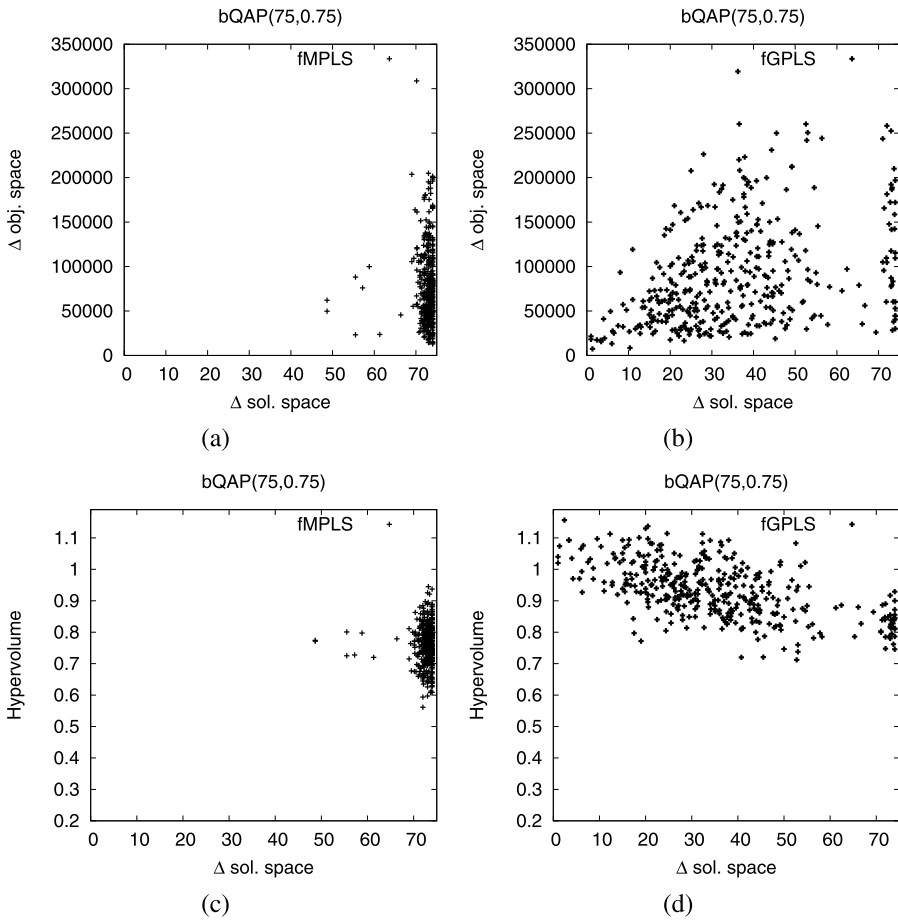 bQAP(75,0.75)
fMPLS
350000
300000
250000
200000
150000
100000
50000
0
Δ obj. space
0 10 20 30 40 50 60 70
Δ sol. space
(a)
bQAP(75,0.75)
fGPLS
350000
300000
250000
200000
150000
100000
50000
0
Δ obj. space
0 10 20 30 40 50 60 70
Δ sol. space
(b)
bQAP(75,0.75)
fMPLS
1.1
1
0.9
0.8
0.7
0.6
0.5
0.4
0.3
0.2
Hypervolume
0 10 20 30 40 50 60 70
Δ sol. space
(c)
bQAP(75,0.75)
fGPLS
1.1
1
0.9
0.8
0.7
0.6
0.5
0.4
0.3
0.2
Hypervolume
0 10 20 30 40 50 60 70
Δ sol. space
(d)